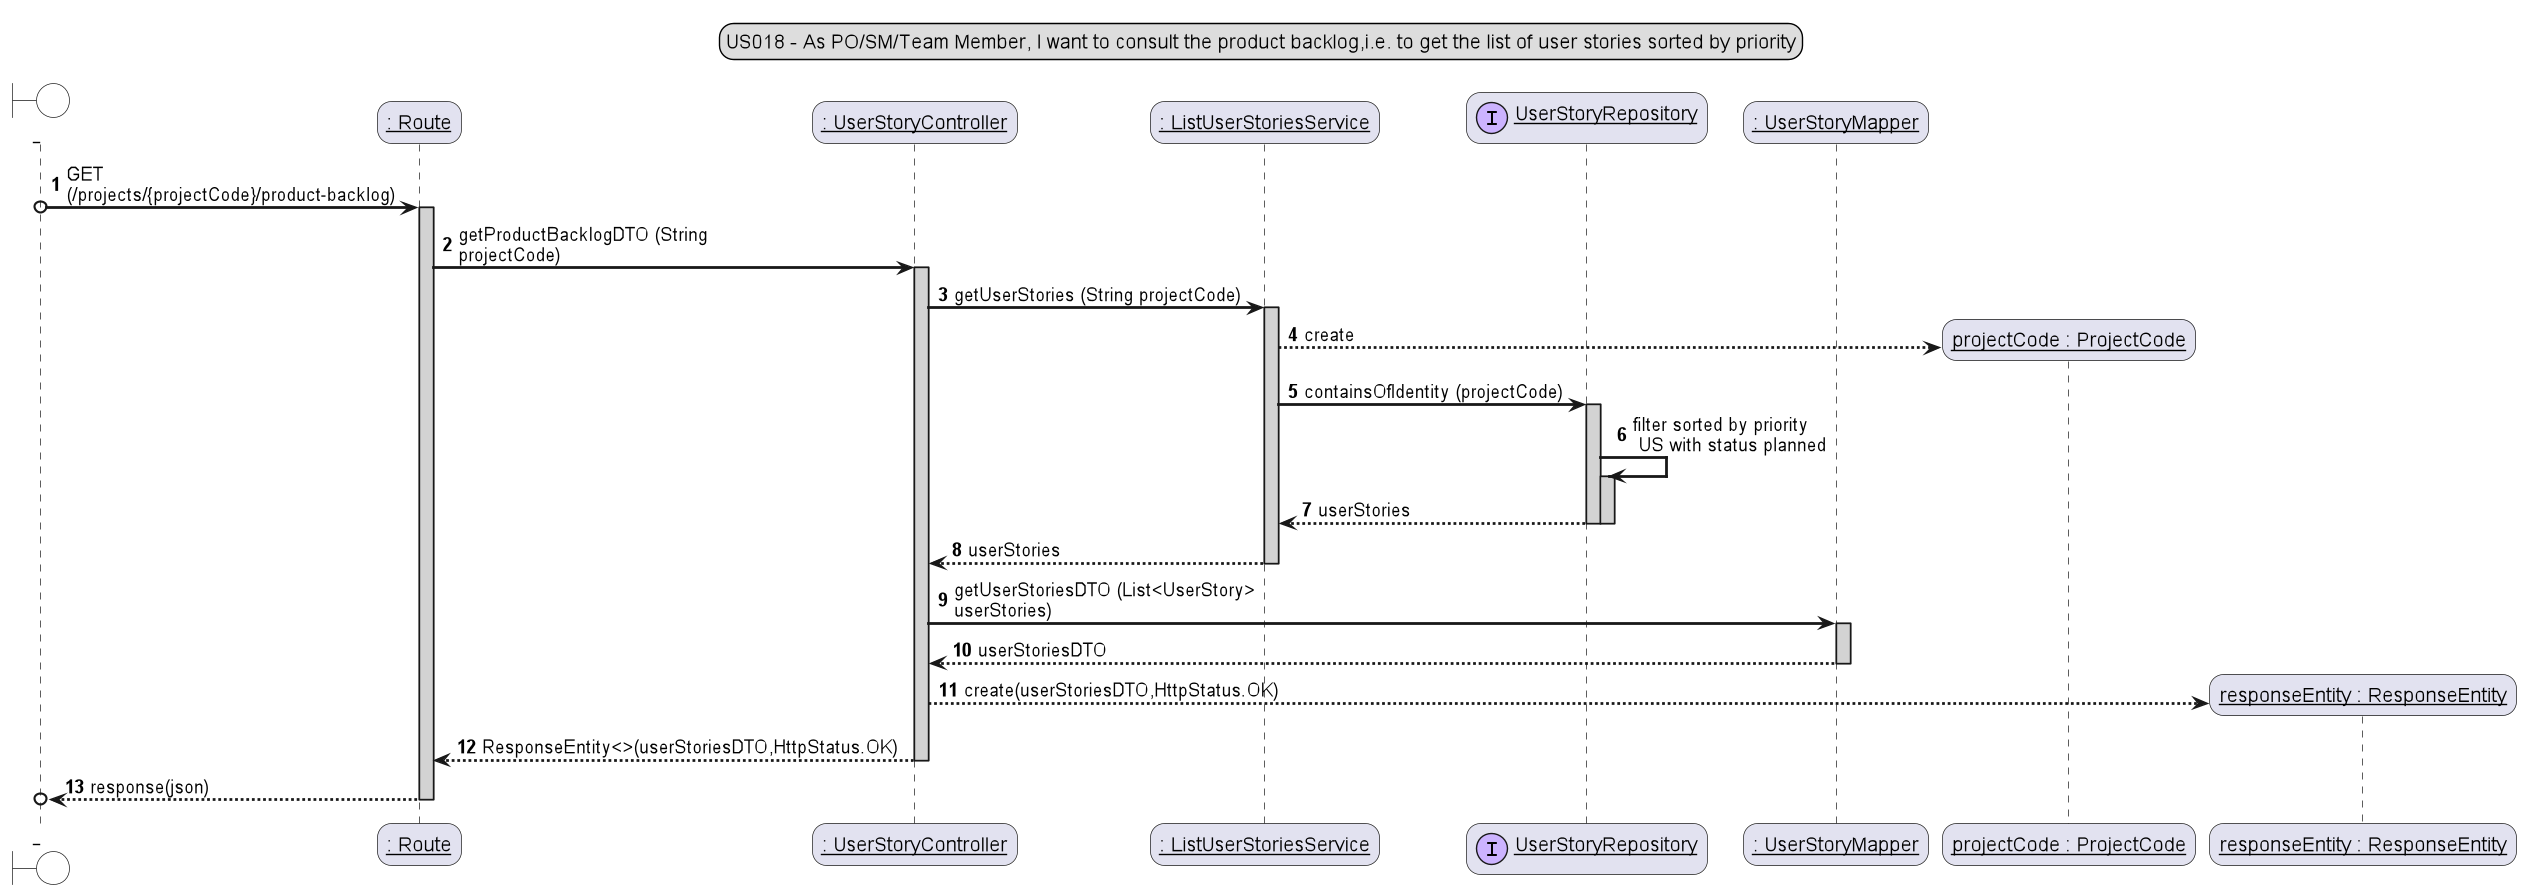 US018 - As PO/SM/Team Member, I want to consult the product backlog,i.e. to get the list of user stories sorted by priority
-
: Route
: UserStoryController
: ListUserStoriesService
I UserStoryRepository
: UserStoryMapper
1 GET
(/projects/{projectCode}/product-backlog)
2 getProductBacklogDTO (String
projectCode)
3 getUserStories (String projectCode)
4 create
projectCode : ProjectCode
5 containsOfIdentity (projectCode)
6 filter sorted by priority
US with status planned
7 userStories
8 userStories
9 getUserStoriesDTO (List<UserStory>
userStories)
10 userStoriesDTO
11 create(userStoriesDTO,HttpStatus.OK)
responseEntity : ResponseEntity
12 ResponseEntity<>(userStoriesDTO,HttpStatus.OK)
13 response(json)
-
: Route
: UserStoryController
: ListUserStoriesService
I UserStoryRepository
: UserStoryMapper
projectCode : ProjectCode
responseEntity : ResponseEntity